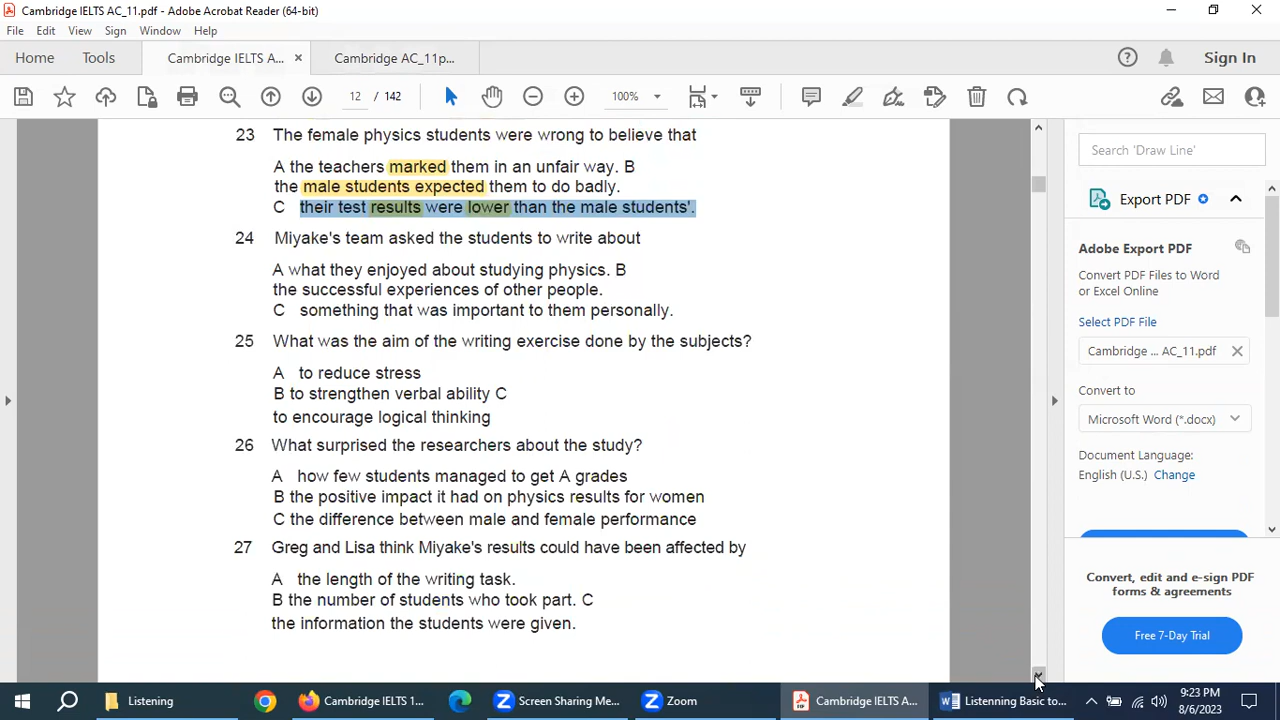 Cambridge IELTS AC_11.pdf - Adobe Acrobat Reader (64-bit)
File Edit View Sign Window Help
Home Tools Cambridge IELTS A... × Cambridge AC_11p... Sign In
12 / 142 100%
23 The female physics students were wrong to believe that
A the teachers marked them in an unfair way. B
the male students expected them to do badly.
C their test results were lower than the male students'.
24 Miyake's team asked the students to write about
A what they enjoyed about studying physics. B
the successful experiences of other people.
C something that was important to them personally.
25 What was the aim of the writing exercise done by the subjects?
A to reduce stress
B to strengthen verbal ability C
to encourage logical thinking
26 What surprised the researchers about the study?
A how few students managed to get A grades
B the positive impact it had on physics results for women
C the difference between male and female performance
27 Greg and Lisa think Miyake's results could have been affected by
A the length of the writing task.
B the number of students who took part. C
the information the students were given.
Search 'Draw Line'
Export PDF
Adobe Export PDF
Convert PDF Files to Word
or Excel Online
Select PDF File
Cambridge ... AC_11.pdf
Convert to
Microsoft Word (*.docx)
Document Language:
English (U.S.) Change
Convert, edit and e-sign PDF
forms & agreements
Free 7-Day Trial
Listening Cambridge IELTS 1... Screen Sharing Me... Zoom Cambridge IELTS A... Listenning Basic to...
9:23 PM
8/6/2023